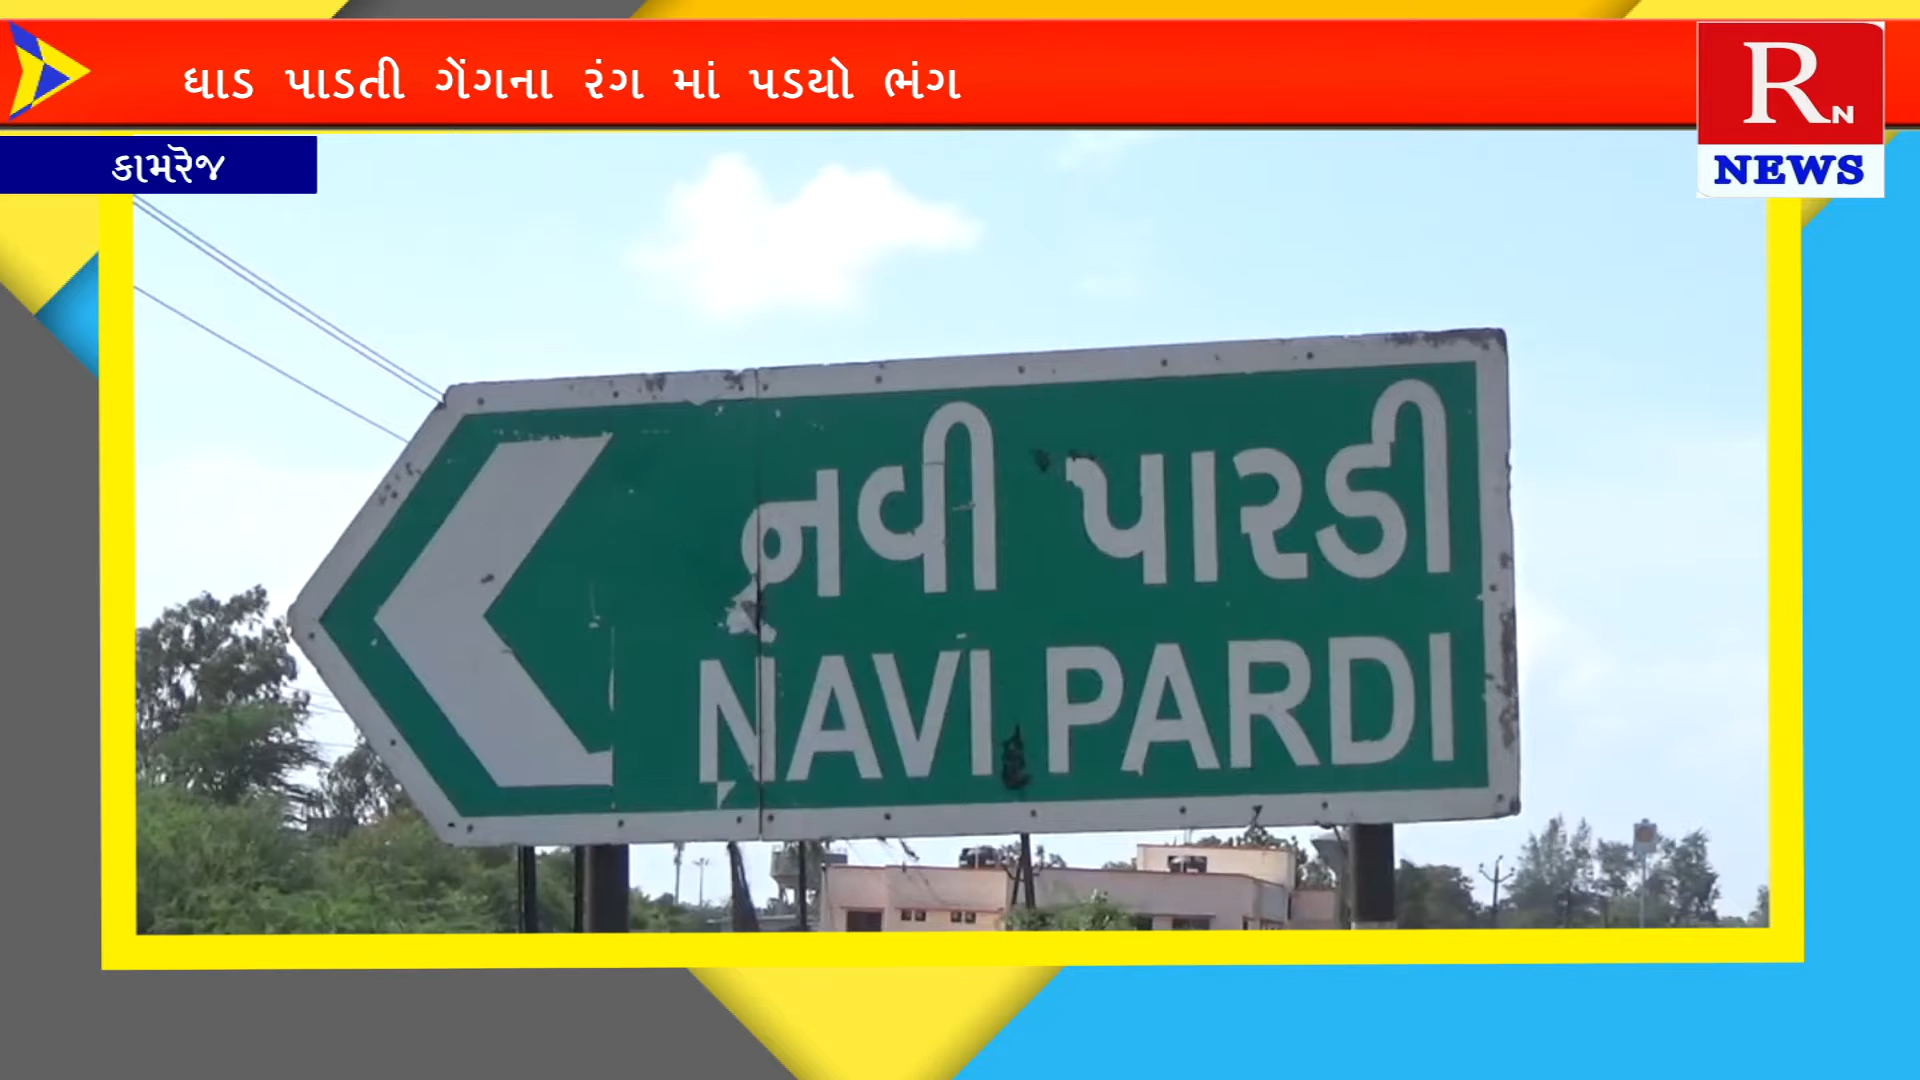 ધાડ પાડતી ગેંગના રંગ માં પડયો ભંગ
RN
NEWS
કામરેજ
નવી પારડી
NAVI PARDI